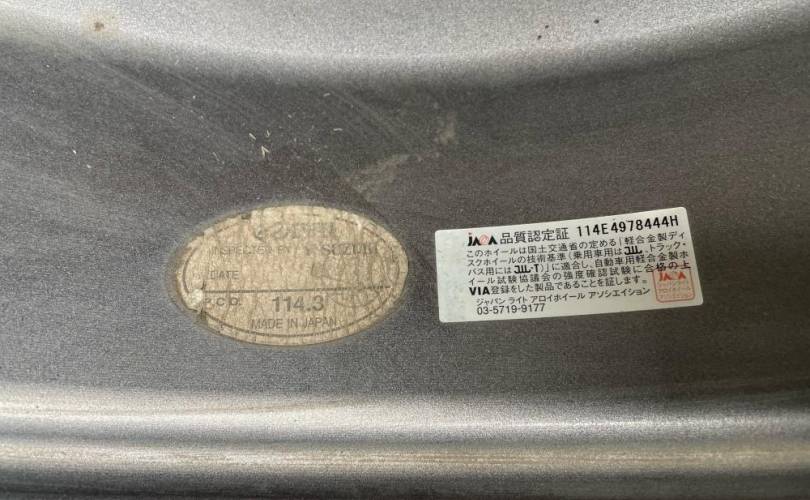 INSPECTED BY SUZUKI
DATE
P.C.D. 114.3
MADE IN JAPAN
JAWA 品質認定証 114E4978444H
このホイールは国土交通省の定める「軽合金製ディ
スクホイールの技術基準(乗用車用はJWL、トラック・
バス用にはJWL-T)」に適合し、自動車用軽合金製ホ
イール試験協議会の強度確認試験に合格の上
VIA登録をした製品であることを証します。
ジャパン ライト アロイホイール アソシエイション
03-5719-9177
JAWA